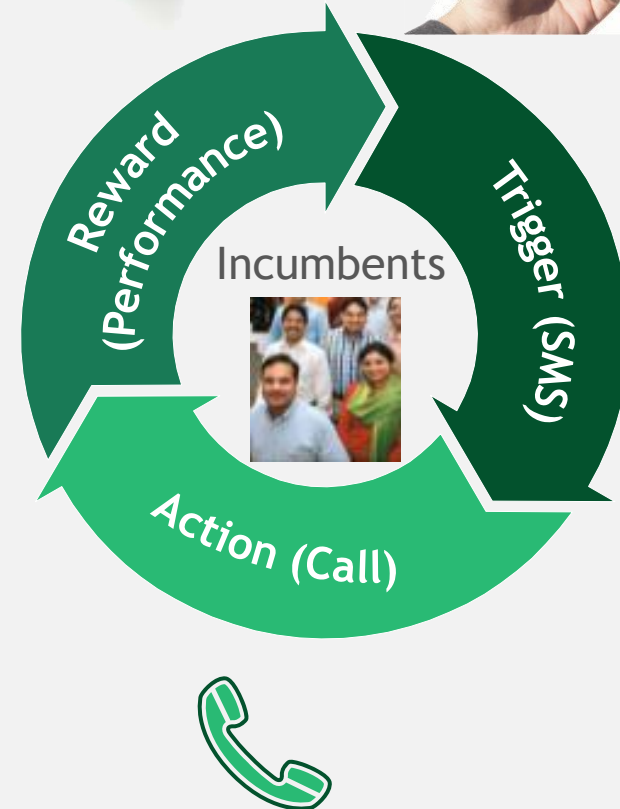 Reward
(Performance)
Trigger (SMS)
Incumbents
Action (Call)